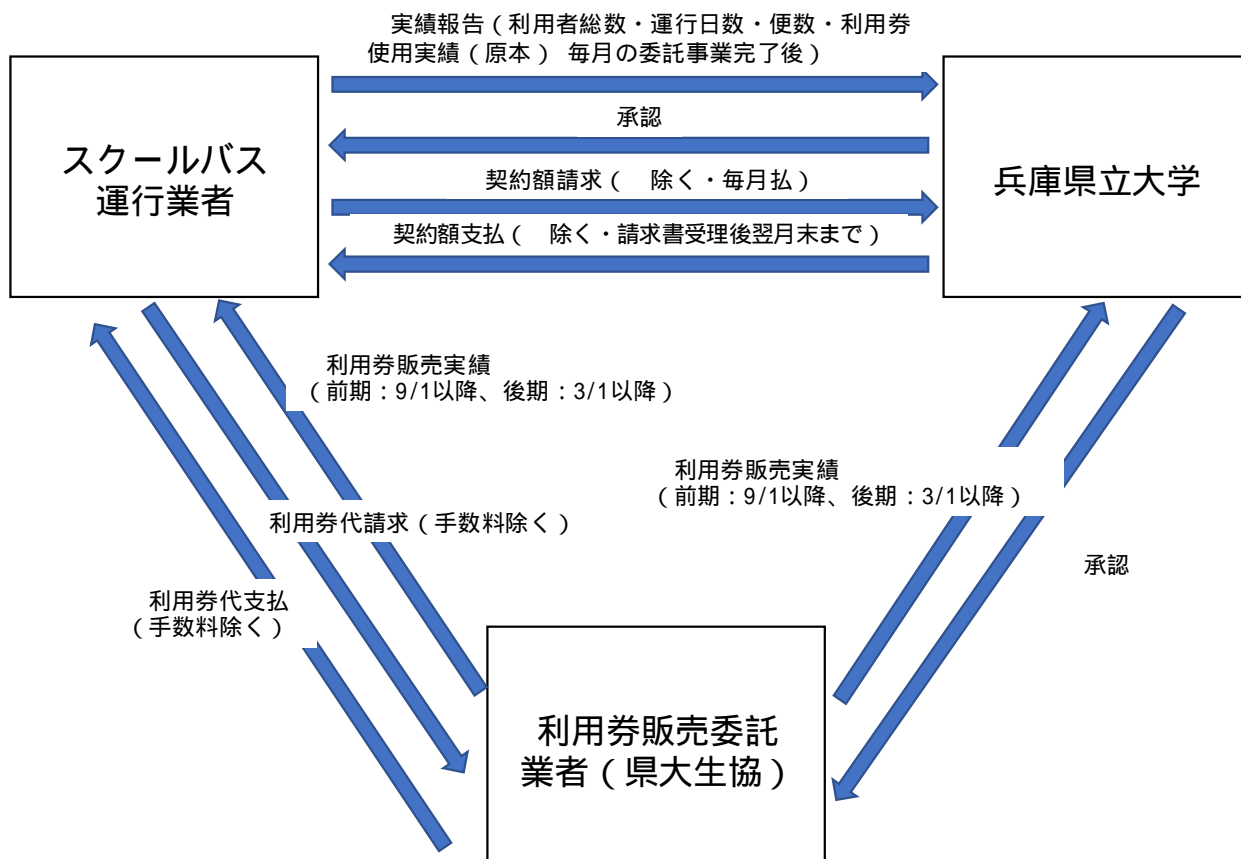 実績報告（利用者総数・運行日数・便数・利用券
使用実績（原本） 毎月の委託事業完了後）
承認
契約額請求（　除く・毎月払）
契約額支払（　除く・請求書受理後翌月末まで）
スクールバス
運行業者
兵庫県立大学
利用券販売実績
（前期：9/1以降、後期：3/1以降）
利用券販売実績
（前期：9/1以降、後期：3/1以降）
利用券代請求（手数料除く）
承認
利用券代支払
（手数料除く）
利用券販売委託
業者（県大生協）